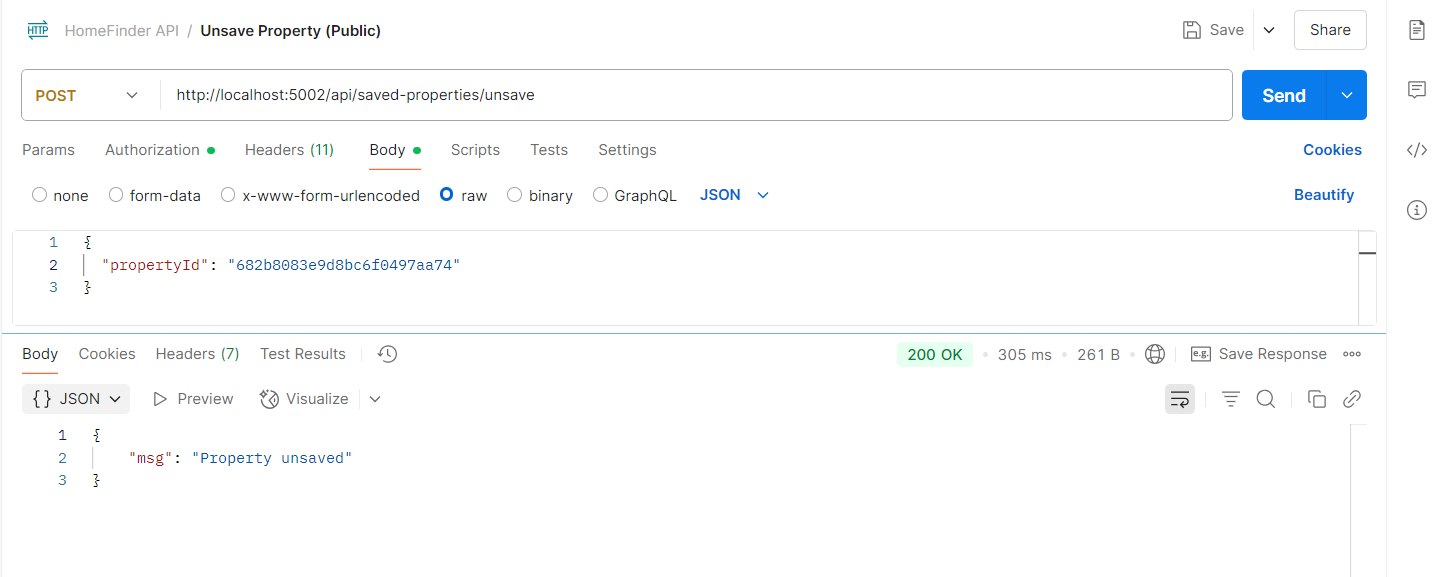 HTTP HomeFinder API / Unsave Property (Public) Save Share
POST http://localhost:5002/api/saved-properties/unsave Send
Params Authorization Headers (11) Body Scripts Tests Settings Cookies
none form-data x-www-form-urlencoded raw binary GraphQL JSON Beautify
1 {
2 "propertyId": "682b8083e9d8bc6f0497aa74"
3 }
Body Cookies Headers (7) Test Results 200 OK • 305 ms • 261 B • e.g. Save Response
{} JSON Preview Visualize
1 {
2 "msg": "Property unsaved"
3 }